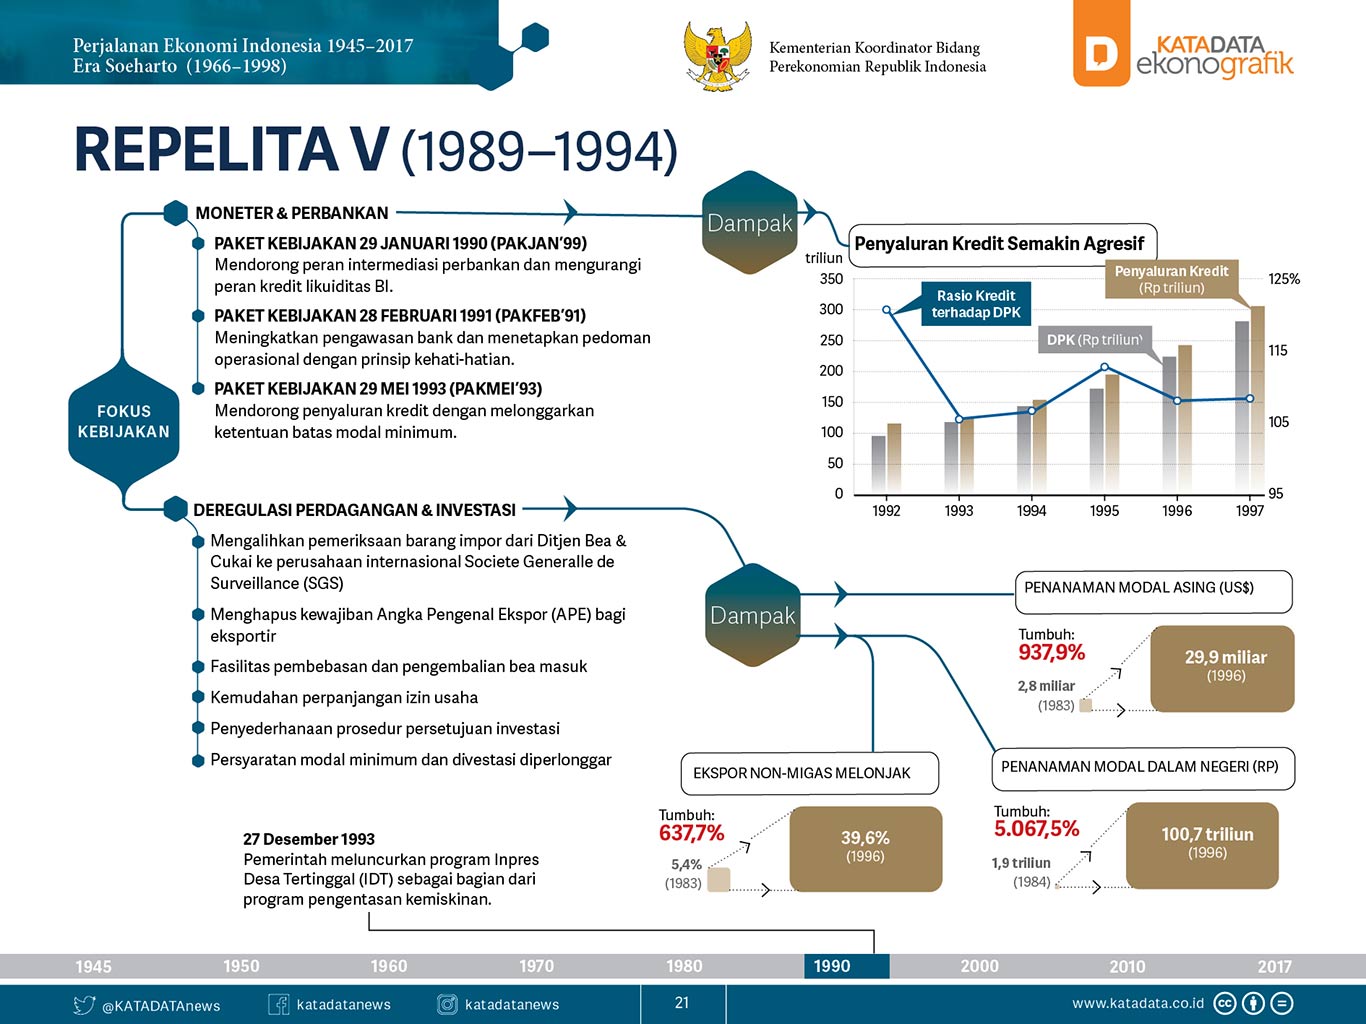 Perjalanan Ekonomi Indonesia 1945–2017
Era Soeharto (1966–1998)
Kementerian Koordinator Bidang
Perekonomian Republik Indonesia
D
KATADATA
ekonografik
REPELITA V (1989–1994)
FOKUS
KEBIJAKAN
MONETER & PERBANKAN
PAKET KEBIJAKAN 29 JANUARI 1990 (PAKJAN'99)
Mendorong peran intermediasi perbankan dan mengurangi
peran kredit likuiditas BI.
PAKET KEBIJAKAN 28 FEBRUARI 1991 (PAKFEB'91)
Meningkatkan pengawasan bank dan menetapkan pedoman
operasional dengan prinsip kehati-hatian.
PAKET KEBIJAKAN 29 MEI 1993 (PAKMEI'93)
Mendorong penyaluran kredit dengan melonggarkan
ketentuan batas modal minimum.
Dampak
Penyaluran Kredit Semakin Agresif
triliun
350
300
250
200
150
100
50
0
125%
115
105
95
Rasio Kredit
terhadap DPK
DPK (Rp triliun)
Penyaluran Kredit
(Rp triliun)
1992
1993
1994
1995
1996
1997
DEREGULASI PERDAGANGAN & INVESTASI
Mengalihkan pemeriksaan barang impor dari Ditjen Bea &
Cukai ke perusahaan internasional Societe Generalle de
Surveillance (SGS)
Menghapus kewajiban Angka Pengenal Ekspor (APE) bagi
eksportir
Fasilitas pembebasan dan pengembalian bea masuk
Kemudahan perpanjangan izin usaha
Penyederhanaan prosedur persetujuan investasi
Persyaratan modal minimum dan divestasi diperlonggar
Dampak
PENANAMAN MODAL ASING (US$)
Tumbuh:
937,9%
2,8 miliar
(1983)
29,9 miliar
(1996)
EKSPOR NON-MIGAS MELONJAK
Tumbuh:
637,7%
5,4%
(1983)
39,6%
(1996)
PENANAMAN MODAL DALAM NEGERI (RP)
Tumbuh:
5.067,5%
1,9 triliun
(1984)
100,7 triliun
(1996)
27 Desember 1993
Pemerintah meluncurkan program Inpres
Desa Tertinggal (IDT) sebagai bagian dari
program pengentasan kemiskinan.
1945
1950
1960
1970
1980
1990
2000
2010
2017
@KATADATAnews
katadatanews
katadatanews
21
www.katadata.co.id